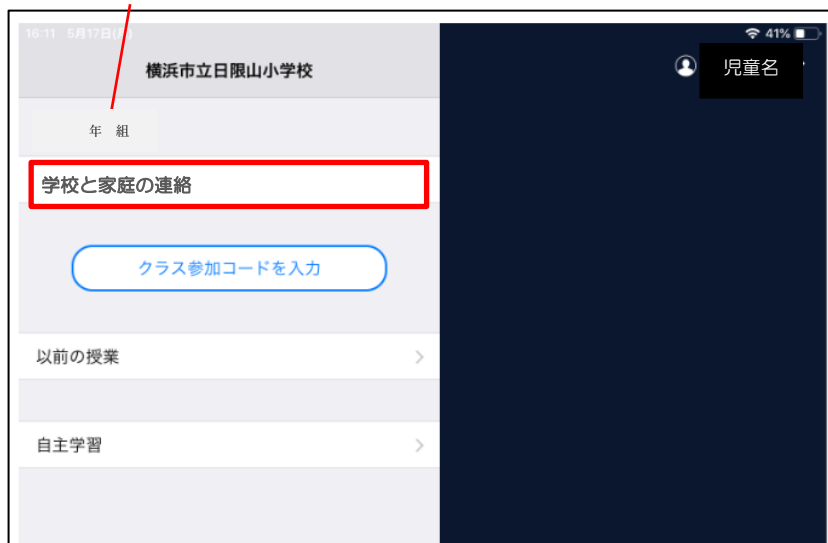 16:11 5月17日(月)
41%
横浜市立日限山小学校
児童名
年 組
学校と家庭の連絡
クラス参加コードを入力
以前の授業
自主学習